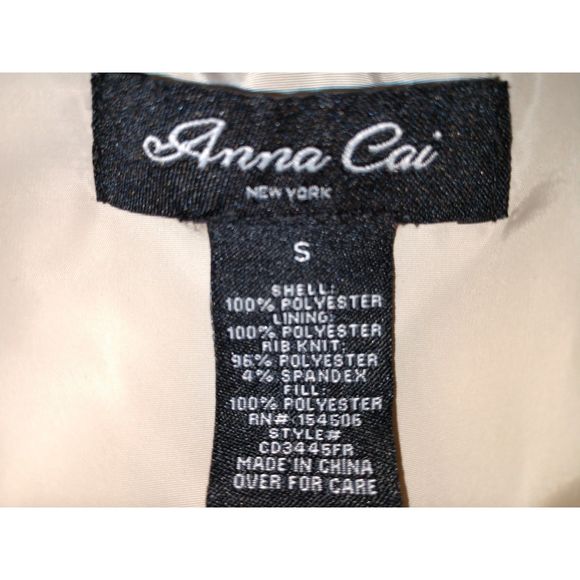 Anna Cai
NEW YORK
S
SHELL:
100% POLYESTER
LINING:
100% POLYESTER
RIB KNIT:
96% POLYESTER
4% SPANDEX
FILL:
100% POLYESTER
RN# 154506
STYLE#
CD3445FR
MADE IN CHINA
OVER FOR CARE